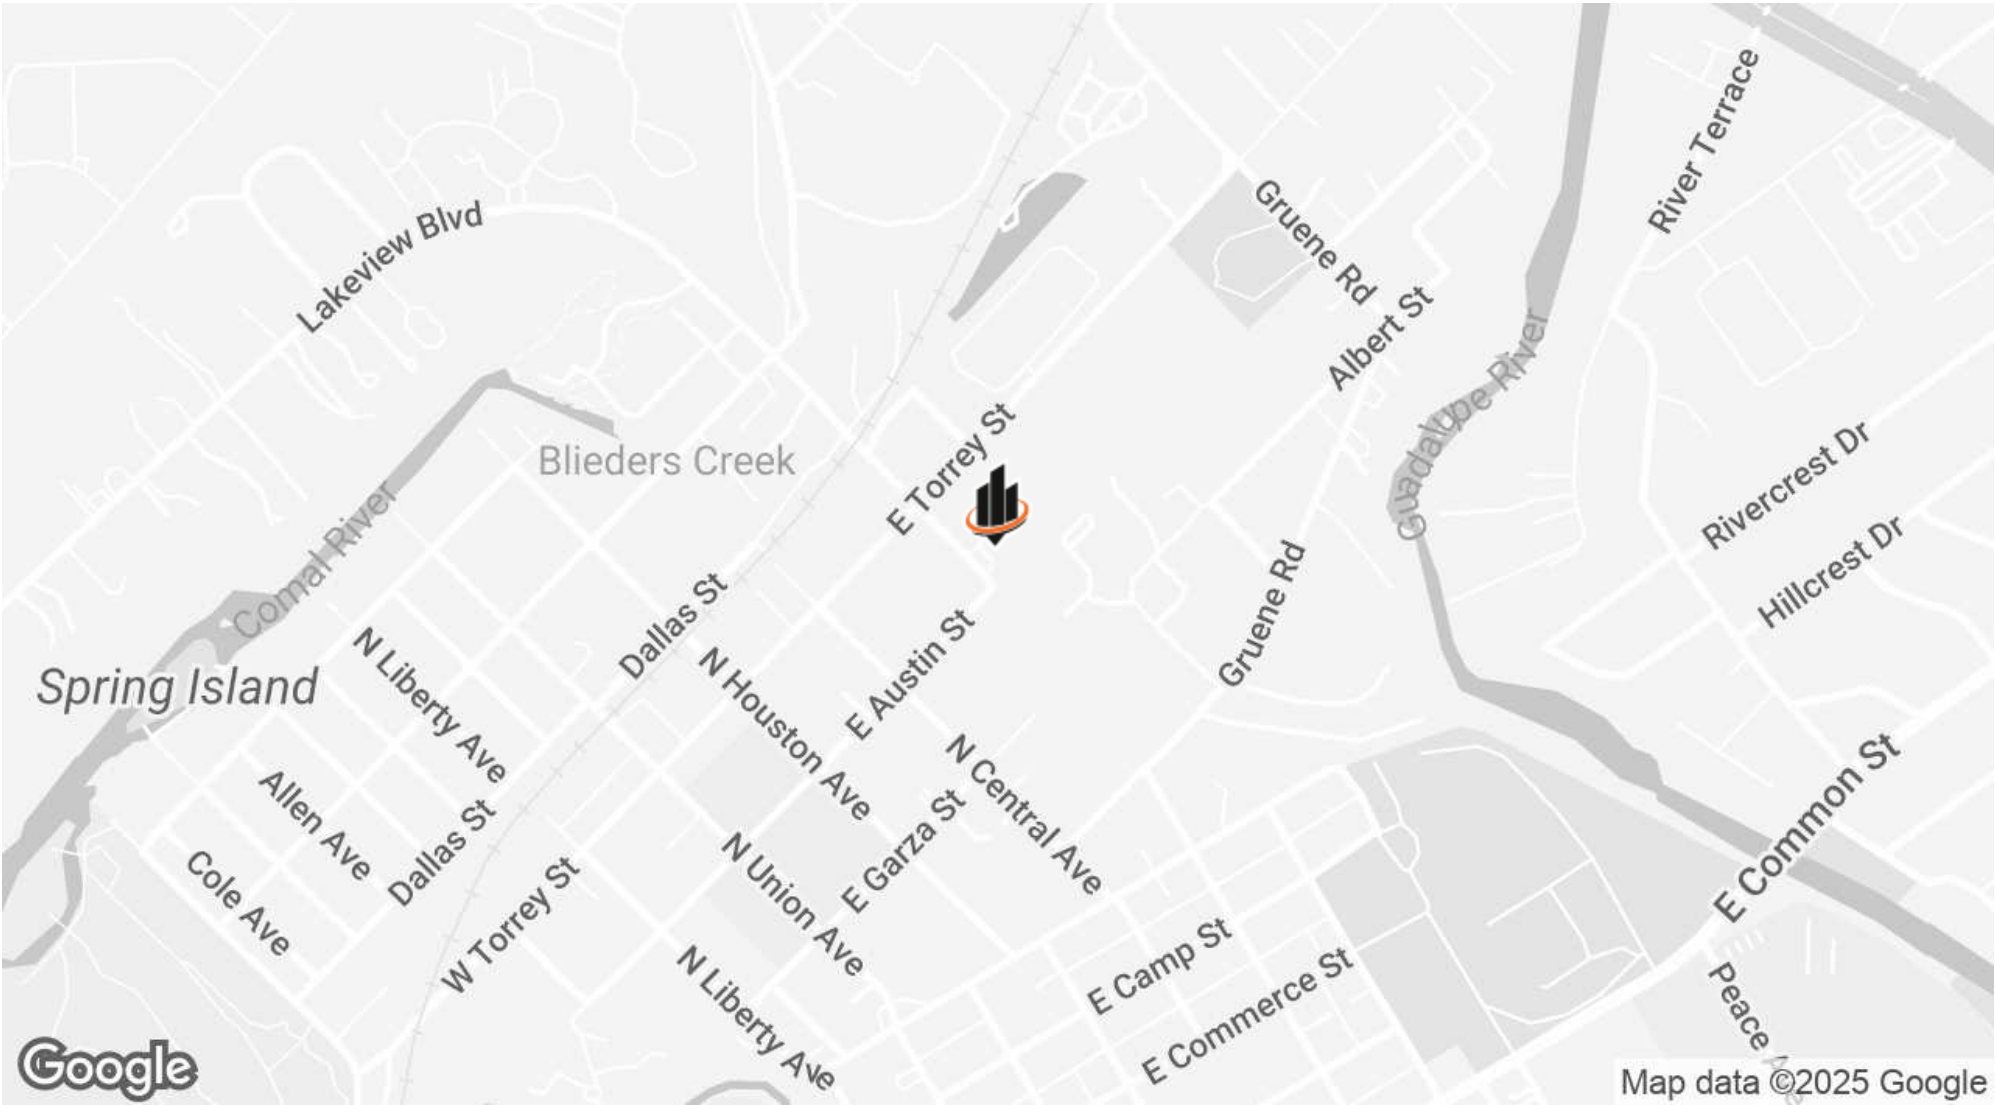 River Terrace
Gruene Rd
Lakeview Blvd
Albert St
Guadalupe River
E Torrey St
Blieders Creek
Rivercrest Dr
Hillcrest Dr
Comal River
Dallas St
Gruene Rd
E Austin St
N Liberty Ave
Spring Island
N Houston Ave
N Central Ave
E Common St
Allen Ave
Dallas St
E Garza St
Cole Ave
W Torrey St
N Union Ave
E Camp St
E Commerce St
N Liberty Ave
Peace
Google
Map data ©2025 Google